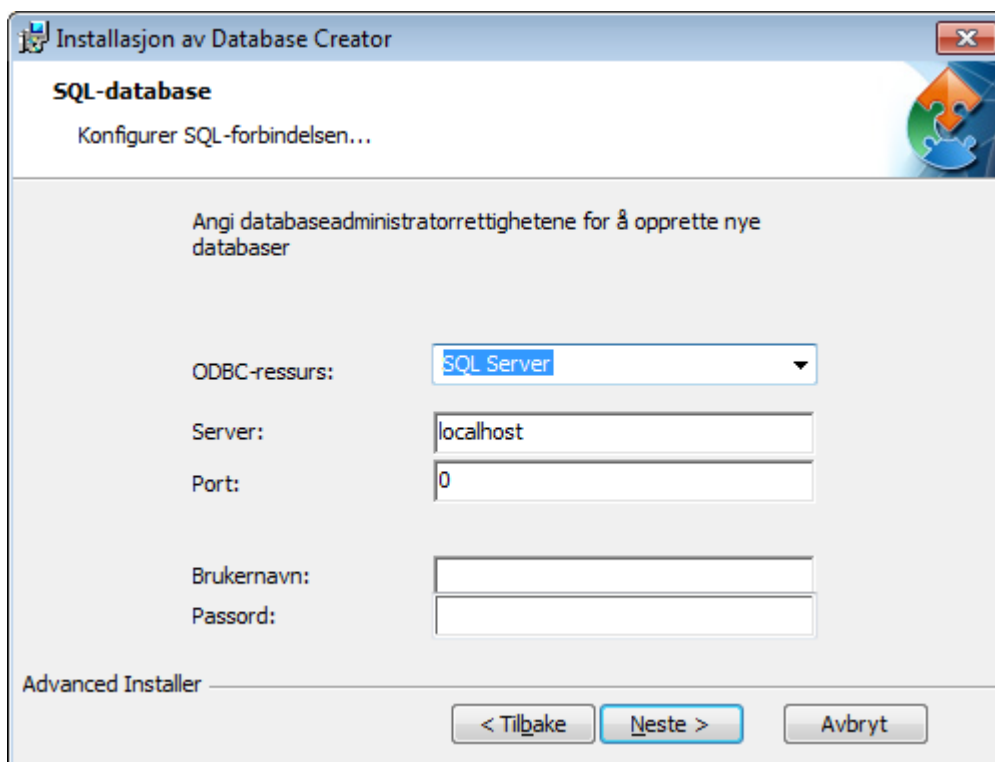 Installasjon av Database Creator
SQL-database
Konfigurer SQL-forbindelsen...
Angi databaseadministratorrettighetene for å opprette nye
databaser
ODBC-ressurs: SQL Server
Server: localhost
Port: 0
Brukernavn:
Passord:
Advanced Installer
< Tilbake Neste > Avbryt